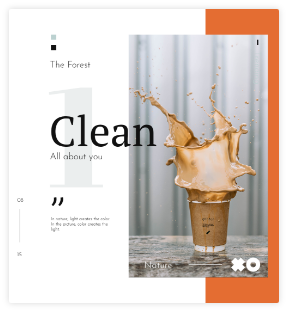 The Forest
1
Clean
All about you
”
In nature, light creates the color.
In the picture, color creates the
light.
06
Nature